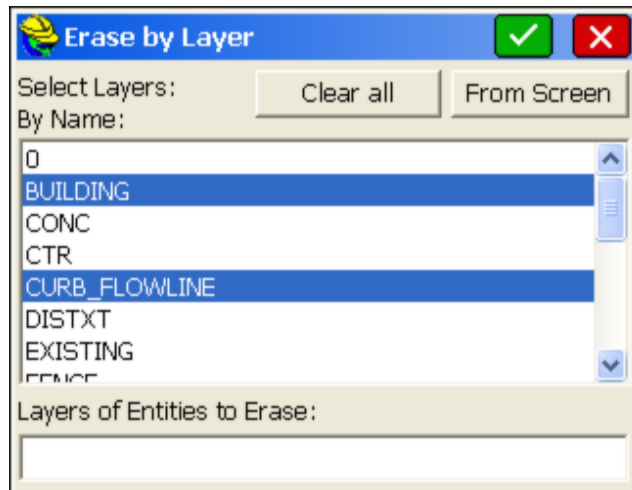 Erase by Layer
Select Layers:
Clear all
From Screen
By Name:
0
BUILDING
CONC
CTR
CURB_FLOWLINE
DISTXT
EXISTING
FENCE
Layers of Entities to Erase: